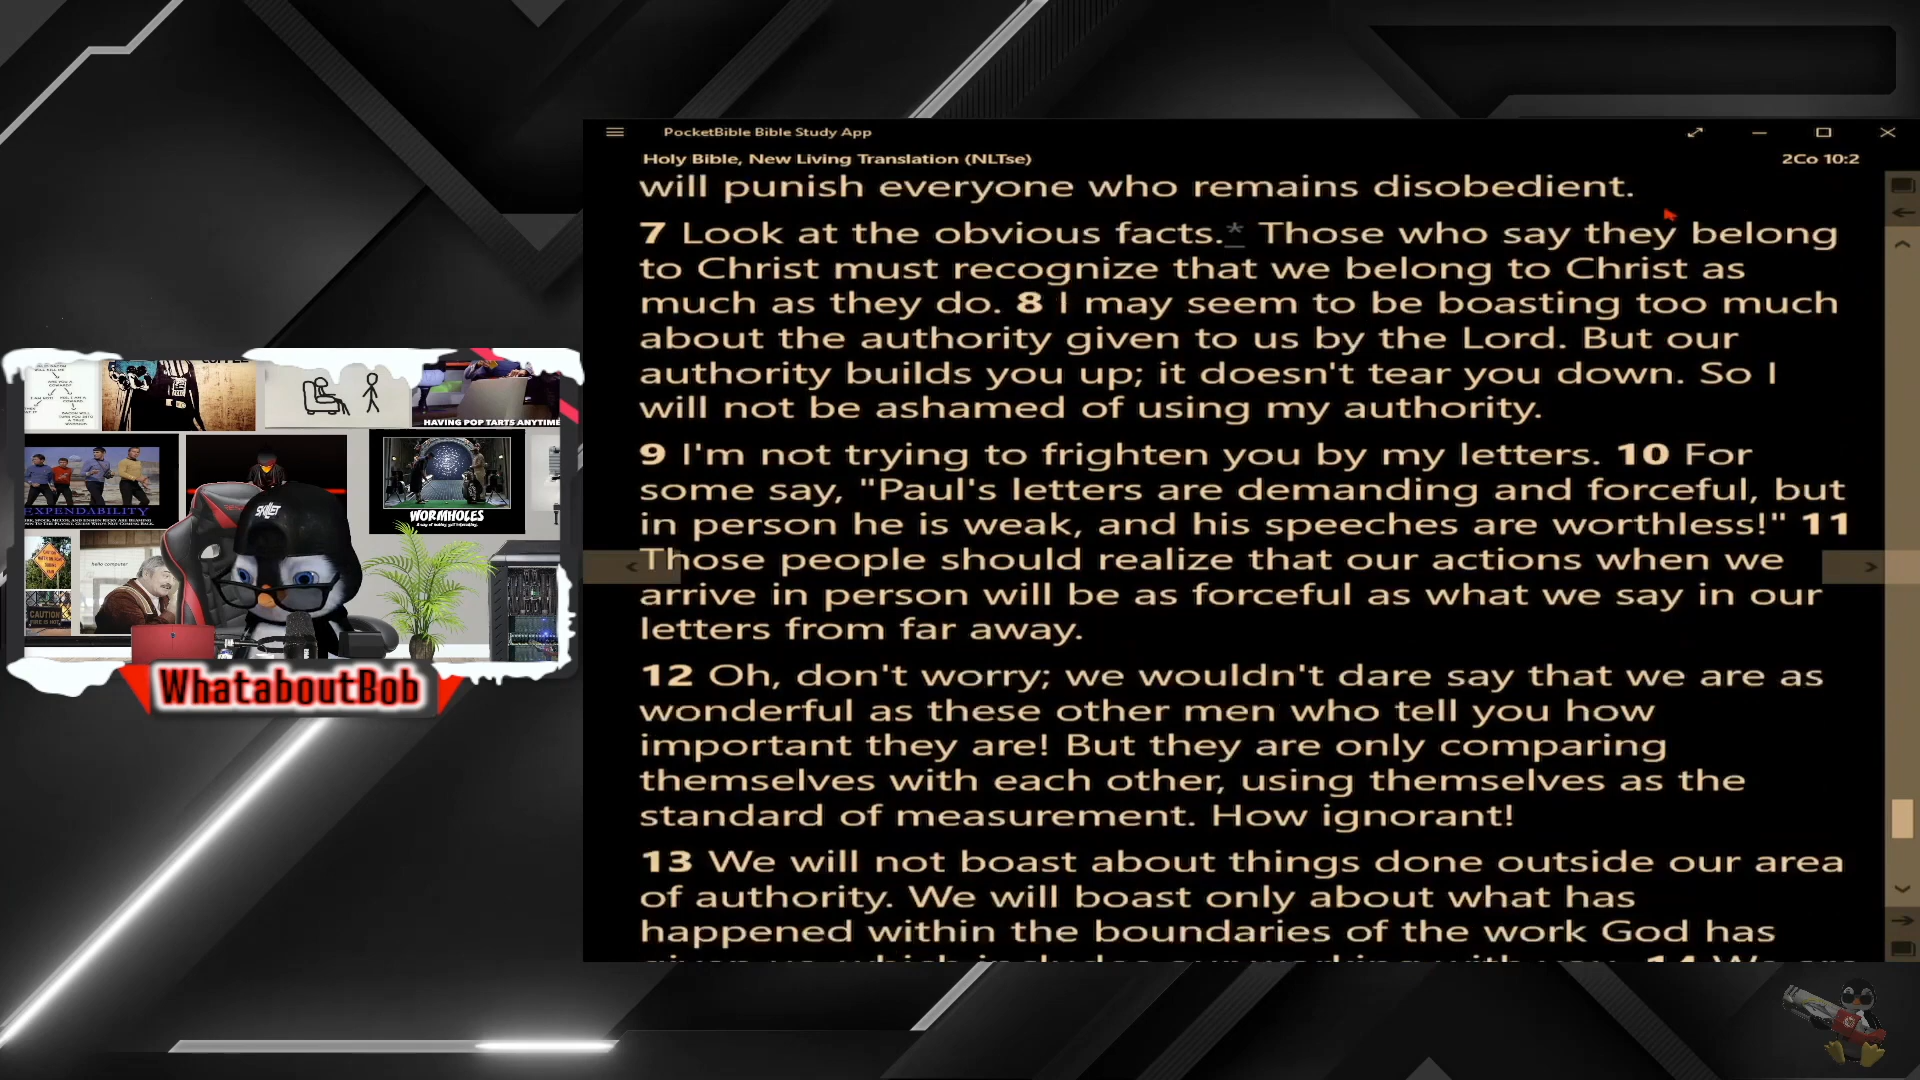 PocketBible Bible Study App
Holy Bible, New Living Translation (NLTse)
2Co 10:2
will punish everyone who remains disobedient.
7 Look at the obvious facts.* Those who say they belong
to Christ must recognize that we belong to Christ as
much as they do. 8 I may seem to be boasting too much
about the authority given to us by the Lord. But our
authority builds you up; it doesn't tear you down. So I
will not be ashamed of using my authority.
9 I'm not trying to frighten you by my letters. 10 For
some say, "Paul's letters are demanding and forceful, but
in person he is weak, and his speeches are worthless!" 11
Those people should realize that our actions when we
arrive in person will be as forceful as what we say in our
letters from far away.
12 Oh, don't worry; we wouldn't dare say that we are as
wonderful as these other men who tell you how
important they are! But they are only comparing
themselves with each other, using themselves as the
standard of measurement. How ignorant!
13 We will not boast about things done outside our area
of authority. We will boast only about what has
happened within the boundaries of the work God has
HAVING POP TARTS ANYTIME
EXPENDABILITY
WORMHOLES
SKILLET
hello computer
CAUTION
WhataboutBob